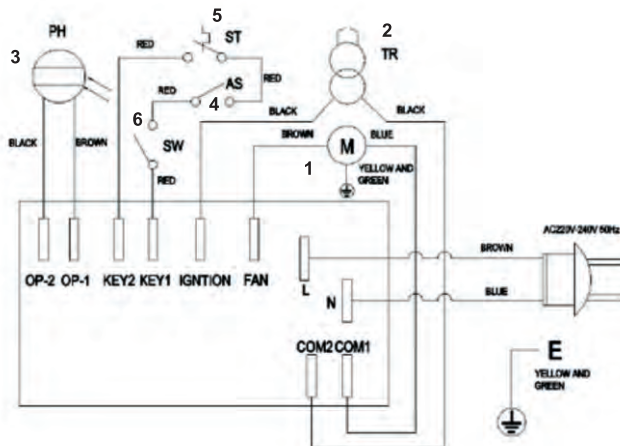 5
2
PH
ST
RED
TR
3
AS
RED
RED
4
BLACK
BLACK
6
SW
BROWN
BLUE
M
BLACK
BROWN
1
YELLOW AND
GREEN
RED
AC220V-240V 50Hz
BROWN
OP-2 OP-1 KEY2 KEY1 IGNTION FAN
L
BLUE
N
COM2 COM1
E
YELLOW AND
GREEN